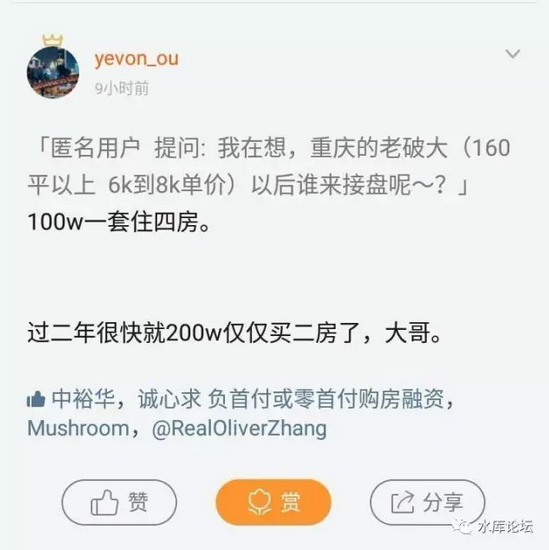 yevon_ou
9小时前
「匿名用户 提问: 我在想，重庆的老破大（160
平以上 6k到8k单价）以后谁来接盘呢～？」
100w一套住四房。
过二年很快就200w仅仅买二房了，大哥。
中裕华，诚心求 负首付或零首付购房融资，
Mushroom，@RealOliverZhang
赞
赏
分享
水库论坛